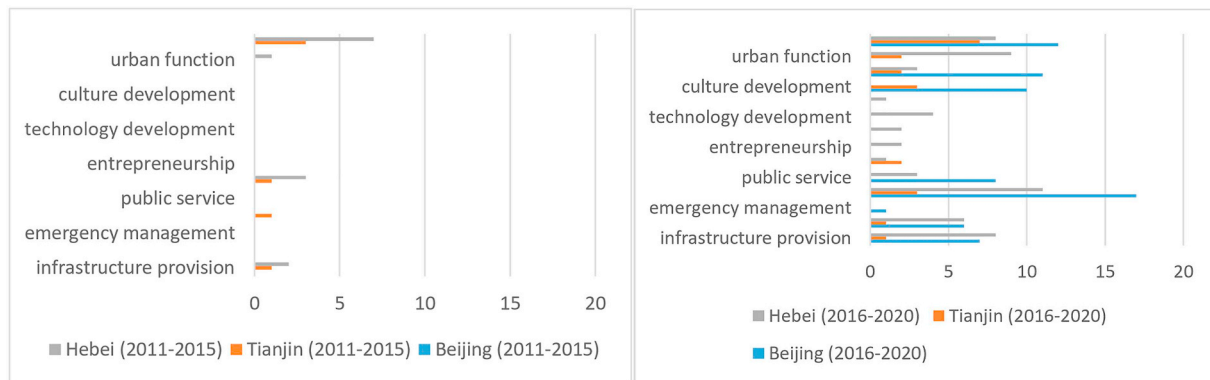 urban function
culture development
technology development
entrepreneurship
public service
emergency management
infrastructure provision
0 5 10 15 20
Hebei (2011-2015) Tianjin (2011-2015) Beijing (2011-2015)
urban function
culture development
technology development
entrepreneurship
public service
emergency management
infrastructure provision
0 5 10 15 20
Hebei (2016-2020) Tianjin (2016-2020)
Beijing (2016-2020)